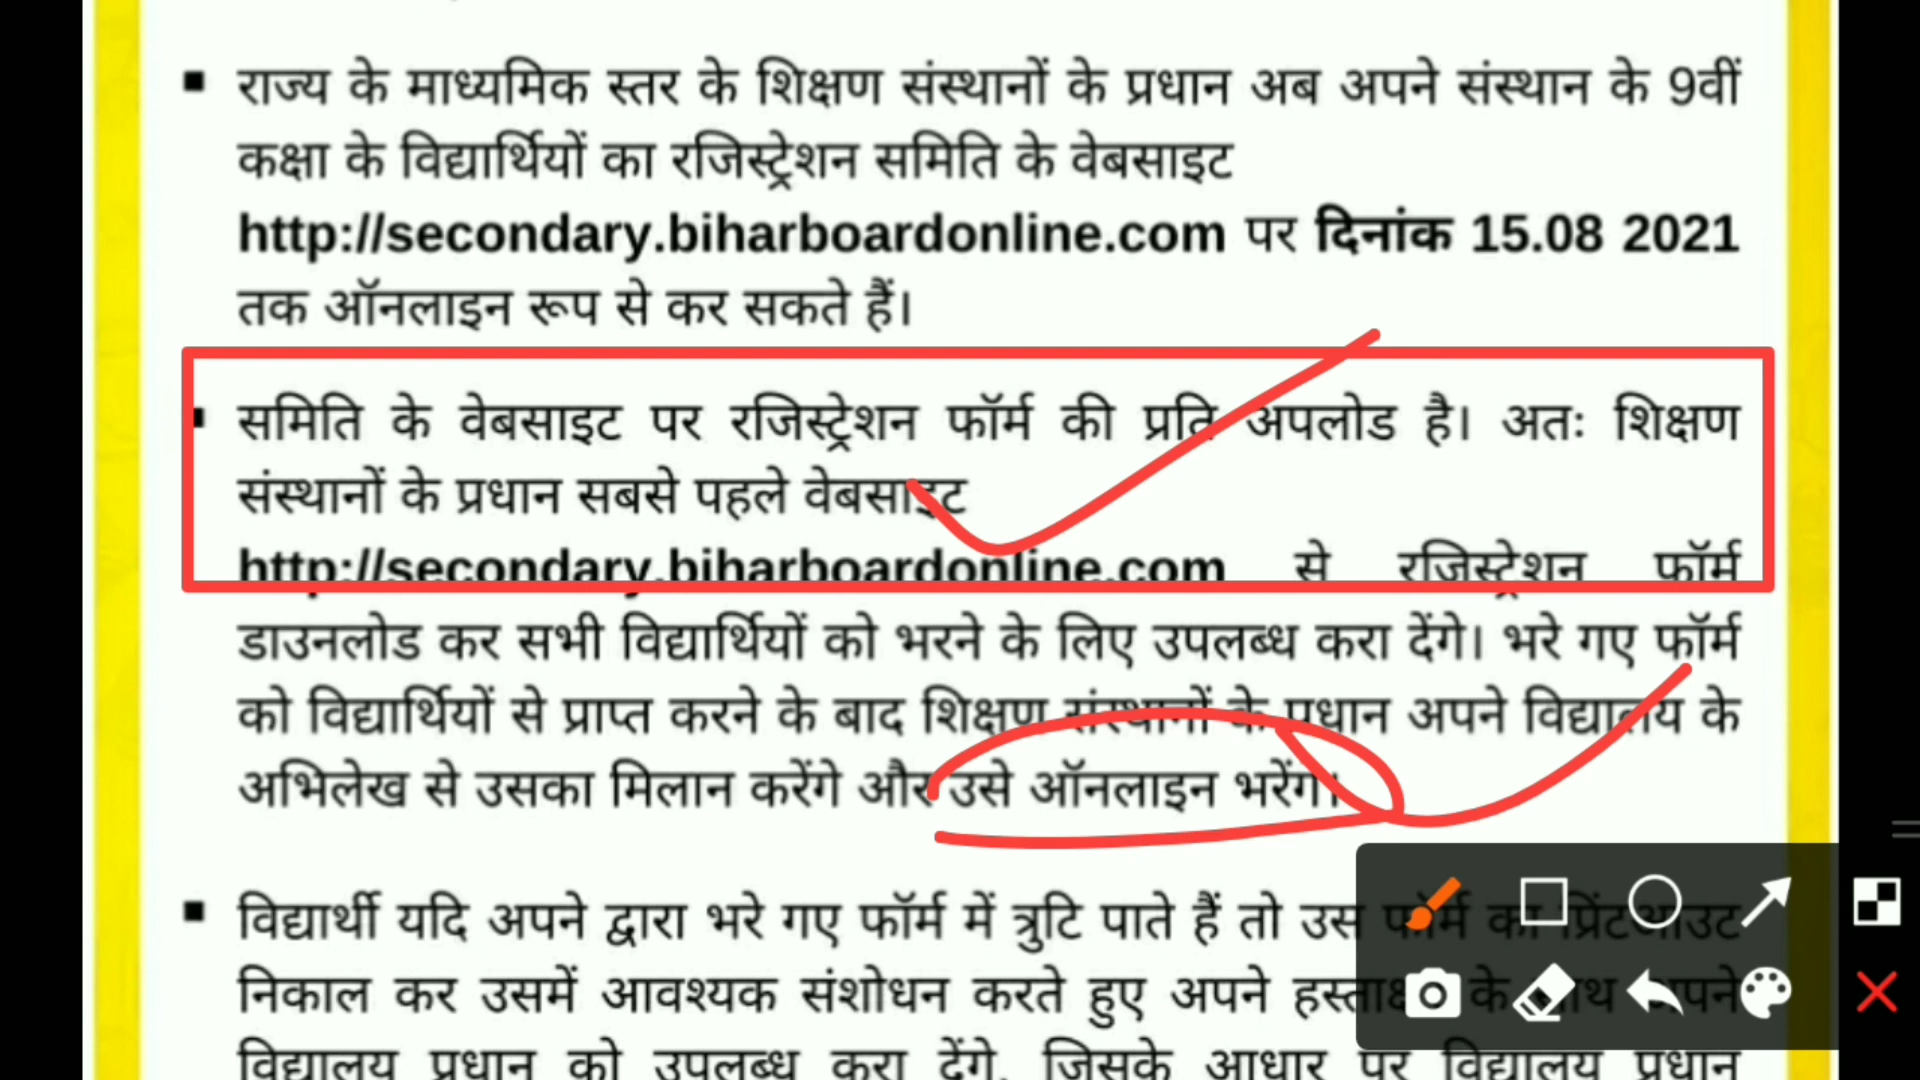 ▪ राज्य के माध्यमिक स्तर के शिक्षण संस्थानों के प्रधान अब अपने संस्थान के 9वीं
कक्षा के विद्यार्थियों का रजिस्ट्रेशन समिति के वेबसाइट
http://secondary.biharboardonline.com पर दिनांक 15.08 2021
तक ऑनलाइन रूप से कर सकते हैं।
▪ समिति के वेबसाइट पर रजिस्ट्रेशन फॉर्म की प्रति अपलोड है। अतः शिक्षण
संस्थानों के प्रधान सबसे पहले वेबसाइट
http://secondary.biharboardonline.com से रजिस्ट्रेशन फॉर्म
डाउनलोड कर सभी विद्यार्थियों को भरने के लिए उपलब्ध करा देंगे। भरे गए फॉर्म
को विद्यार्थियों से प्राप्त करने के बाद शिक्षण संस्थानों के प्रधान अपने विद्यालय के
अभिलेख से उसका मिलान करेंगे और उसे ऑनलाइन भरेंग।
▪ विद्यार्थी यदि अपने द्वारा भरे गए फॉर्म में त्रुटि पाते हैं तो उस फॉर्म का प्रिंटआउट
निकाल कर उसमें आवश्यक संशोधन करते हुए अपने हस्ताक्षर के साथ अपने
विद्यालय प्रधान को उपलब्ध करा देंगे, जिसके आधार पर विद्यालय प्रधान